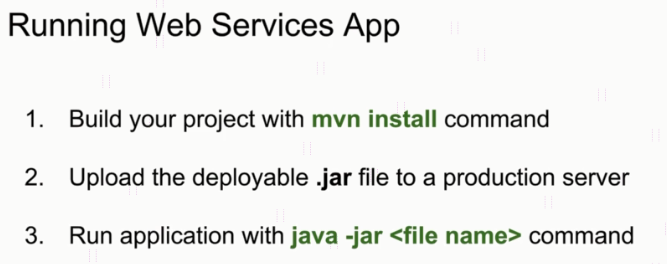 Running Web Services App
1. Build your project with mvn install command
2. Upload the deployable .jar file to a production server
3. Run application with java -jar <file name> command